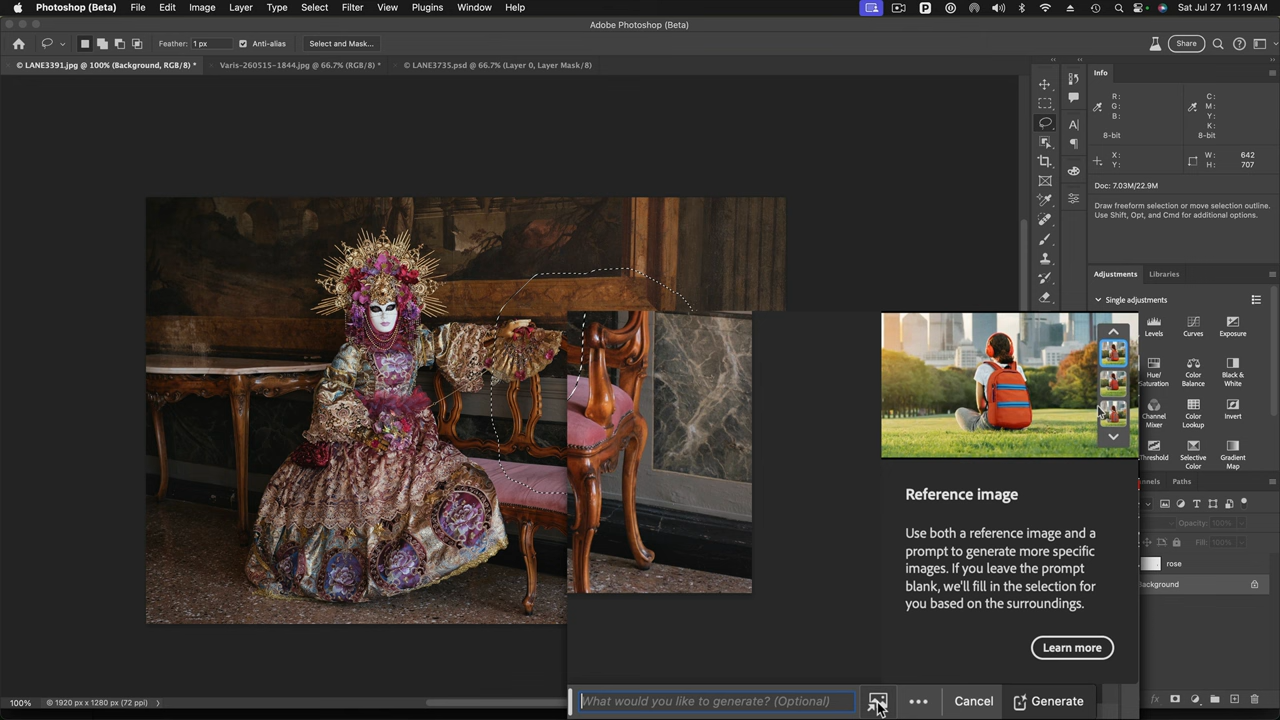 Photoshop (Beta) File Edit Image Layer Type Select Filter View Plugins Window Help Sat Jul 27 11:19 AM
Adobe Photoshop (Beta)
Feather: 1 px Anti-alias Select and Mask... Share
© LANE3391.jpg @ 100% (Background, RGB/8) * Varis-260515-1844.jpg @ 66.7% (RGB/8) * © LANE3735.psd @ 66.7% (Layer 0, Layer Mask/8)
Info
R: C:
G: M:
B: Y:
K:
8-bit 8-bit
X: W: 642
Y: H: 707
Doc: 7.03M/22.9M
Draw freeform selection or move selection outline.
Use Shift, Opt, and Cmd for additional options.
Adjustments Libraries
Single adjustments
Levels Curves Exposure
Hue/ Color Black &
Saturation Balance White
Channel Color Invert
Mixer Lookup
Threshold Selective Gradient
Color Map
nnels Paths
Opacity: 100%
Fill: 100%
rose
ackground
Reference image
Use both a reference image and a
prompt to generate more specific
images. If you leave the prompt
blank, we'll fill in the selection for
you based on the surroundings.
Learn more
What would you like to generate? (Optional) Cancel Generate
100% © 1920 px x 1280 px (72 ppi)
fx